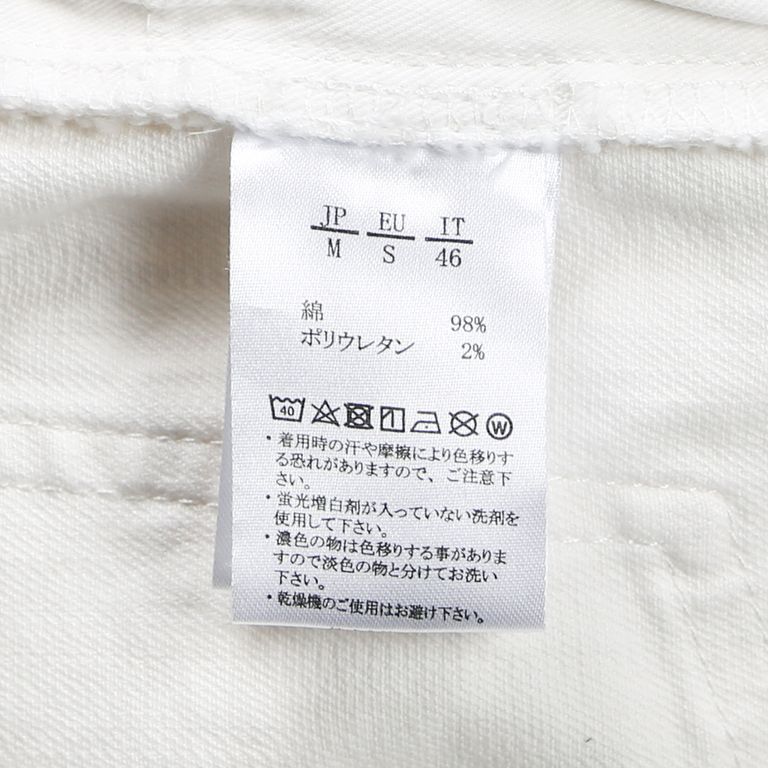 JP EU IT
M S 46
綿 98%
ポリウレタン 2%
40 W
・着用時の汗や摩擦により色移りす
る恐れがありますので、ご注意下
さい。
・蛍光増白剤が入っていない洗剤を
使用して下さい。
・濃色の物は色移りする事がありま
すので淡色の物と分けてお洗い
下さい。
・乾燥機のご使用はお避け下さい。